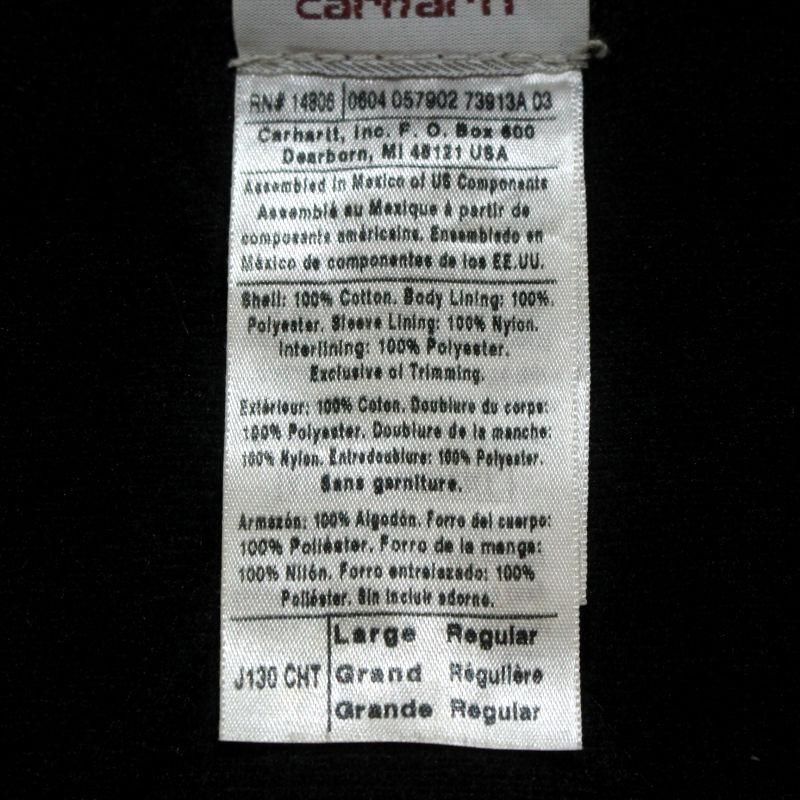 carhartt
RN# 14806 0604 057902 73913A 03
Carhartt, Inc. P. O. Box 600
Dearborn, MI 48121 USA
Assembled in Mexico of US Components
Assemblé au Mexique à partir de
composants américains. Ensamblado en
México de componentes de los EE.UU.
Shell: 100% Cotton. Body Lining: 100%.
Polyester. Sleeve Lining: 100% Nylon.
Interlining: 100% Polyester.
Exclusive of Trimming.
Extérieur: 100% Coton. Doublure du corps:
100% Polyester. Doublure de la manche:
100% Nylon. Entredoublure: 100% Polyester.
Sans garniture.
Armazón: 100% Algodón. Forro del cuerpo:
100% Poliéster. Forro de la manga:
100% Nilón. Forro entrelazado: 100%
Poliéster. Sin incluir adorno.
J130 CHT
Large Regular
Grand Régulière
Grande Regular